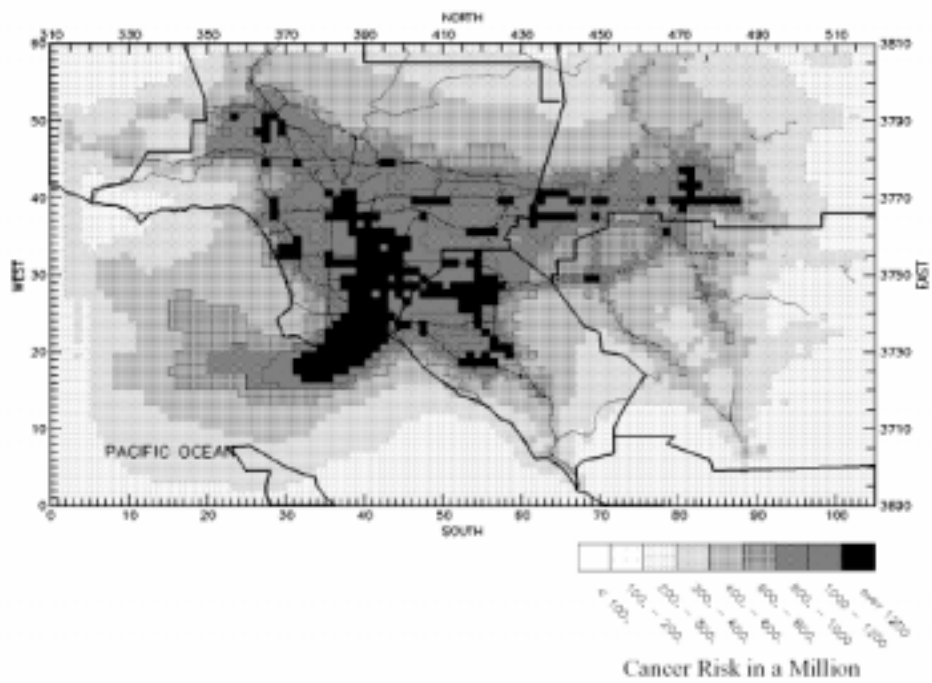 NORTH
310 330 350 370 390 410 430 450 470 490 510
60 3810
50 3790
40 3770
WEST 30 3750 EAST
20 3730
10 3710
PACIFIC OCEAN
0 3690
0 10 20 30 40 50 60 70 80 90 100
SOUTH
< 100.
100. - 200.
200. - 300.
300. - 400.
400. - 600.
600. - 800.
800. - 1000
1000 - 1200
over 1200
Cancer Risk in a Million